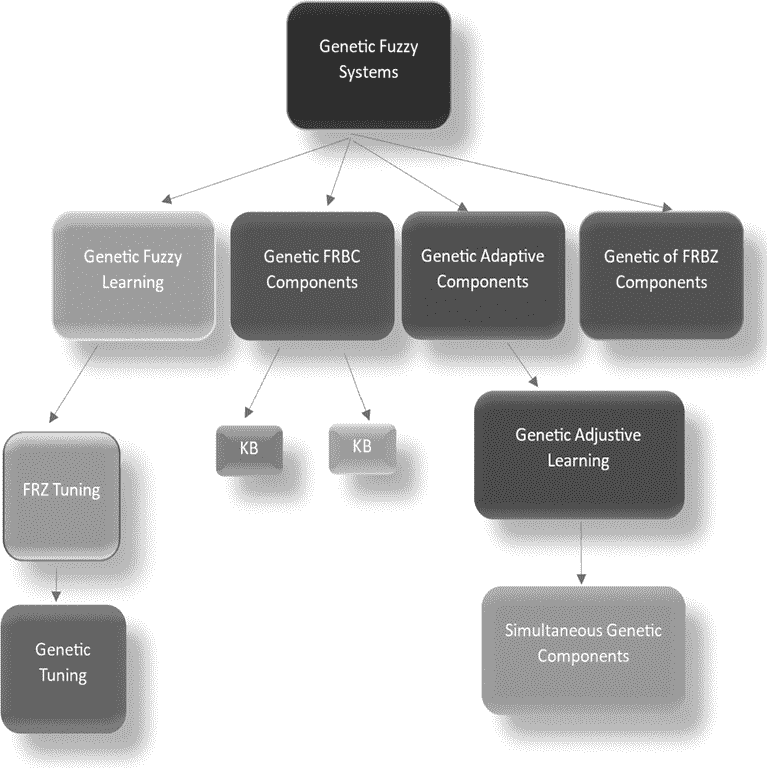 Genetic Fuzzy
Systems
Genetic Fuzzy
Learning
Genetic FRBC
Components
Genetic Adaptive
Components
Genetic of FRBZ
Components
KB
KB
Genetic Adjustive
Learning
FRZ Tuning
Simultaneous Genetic
Components
Genetic
Tuning